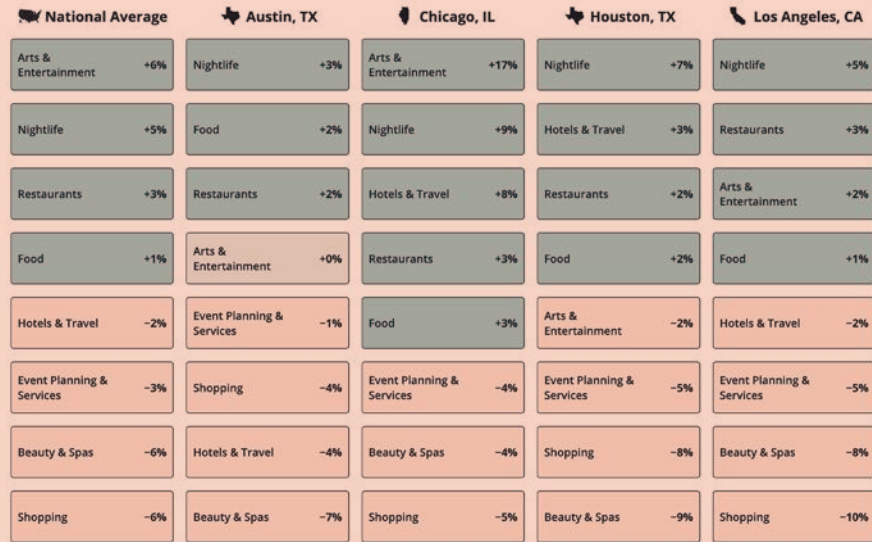 National Average
Austin, TX
Chicago, IL
Houston, TX
Los Angeles, CA
Arts &
Entertainment +6%
Nightlife +3%
Arts &
Entertainment +17%
Nightlife +7%
Nightlife +5%
Nightlife +5%
Food +2%
Nightlife +9%
Hotels & Travel +3%
Restaurants +3%
Restaurants +3%
Restaurants +2%
Hotels & Travel +8%
Restaurants +2%
Arts &
Entertainment +2%
Food +1%
Arts &
Entertainment +0%
Restaurants +3%
Food +2%
Food +1%
Hotels & Travel −2%
Event Planning &
Services −1%
Food +3%
Arts &
Entertainment −2%
Hotels & Travel −2%
Event Planning &
Services −3%
Shopping −4%
Event Planning &
Services −4%
Event Planning &
Services −5%
Event Planning &
Services −5%
Beauty & Spas −6%
Hotels & Travel −4%
Beauty & Spas −4%
Shopping −8%
Beauty & Spas −8%
Shopping −6%
Beauty & Spas −7%
Shopping −5%
Beauty & Spas −9%
Shopping −10%